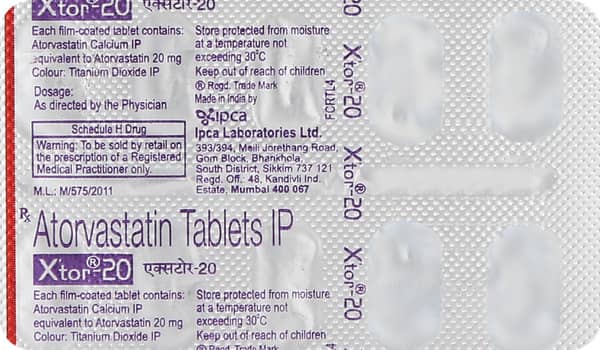 Xtor®-20 एक्सटोर-20
Each film-coated tablet contains:
Atorvastatin Calcium IP
equivalent to Atorvastatin 20 mg
Colour: Titanium Dioxide IP
Dosage:
As directed by the Physician
Schedule H Drug
Warning: To be sold by retail on
the prescription of a Registered
Medical Practitioner only.
M.L.: M/575/2011
Store protected from moisture
at a temperature not
exceeding 30°C
Keep out of reach of children
® Regd. Trade Mark
Made in India by
ipca
Ipca Laboratories Ltd.
393/394, Melli Jorethang Road,
Gom Block, Bharikhola,
South District, Sikkim 737 121
Regd. Off. 48, Kandivli Ind.
Estate, Mumbai 400 067
FCRTL4
Xtor®-20
Xtor®-20
Xtor®-20
Rx Atorvastatin Tablets IP
Xtor®-20 एक्सटोर-20
Each film-coated tablet contains:
Atorvastatin Calcium IP
equivalent to Atorvastatin 20 mg
Colour: Titanium Dioxide IP
Store protected from moisture
at a temperature not
exceeding 30°C
Keep out of reach of children
® Regd. Trade Mark